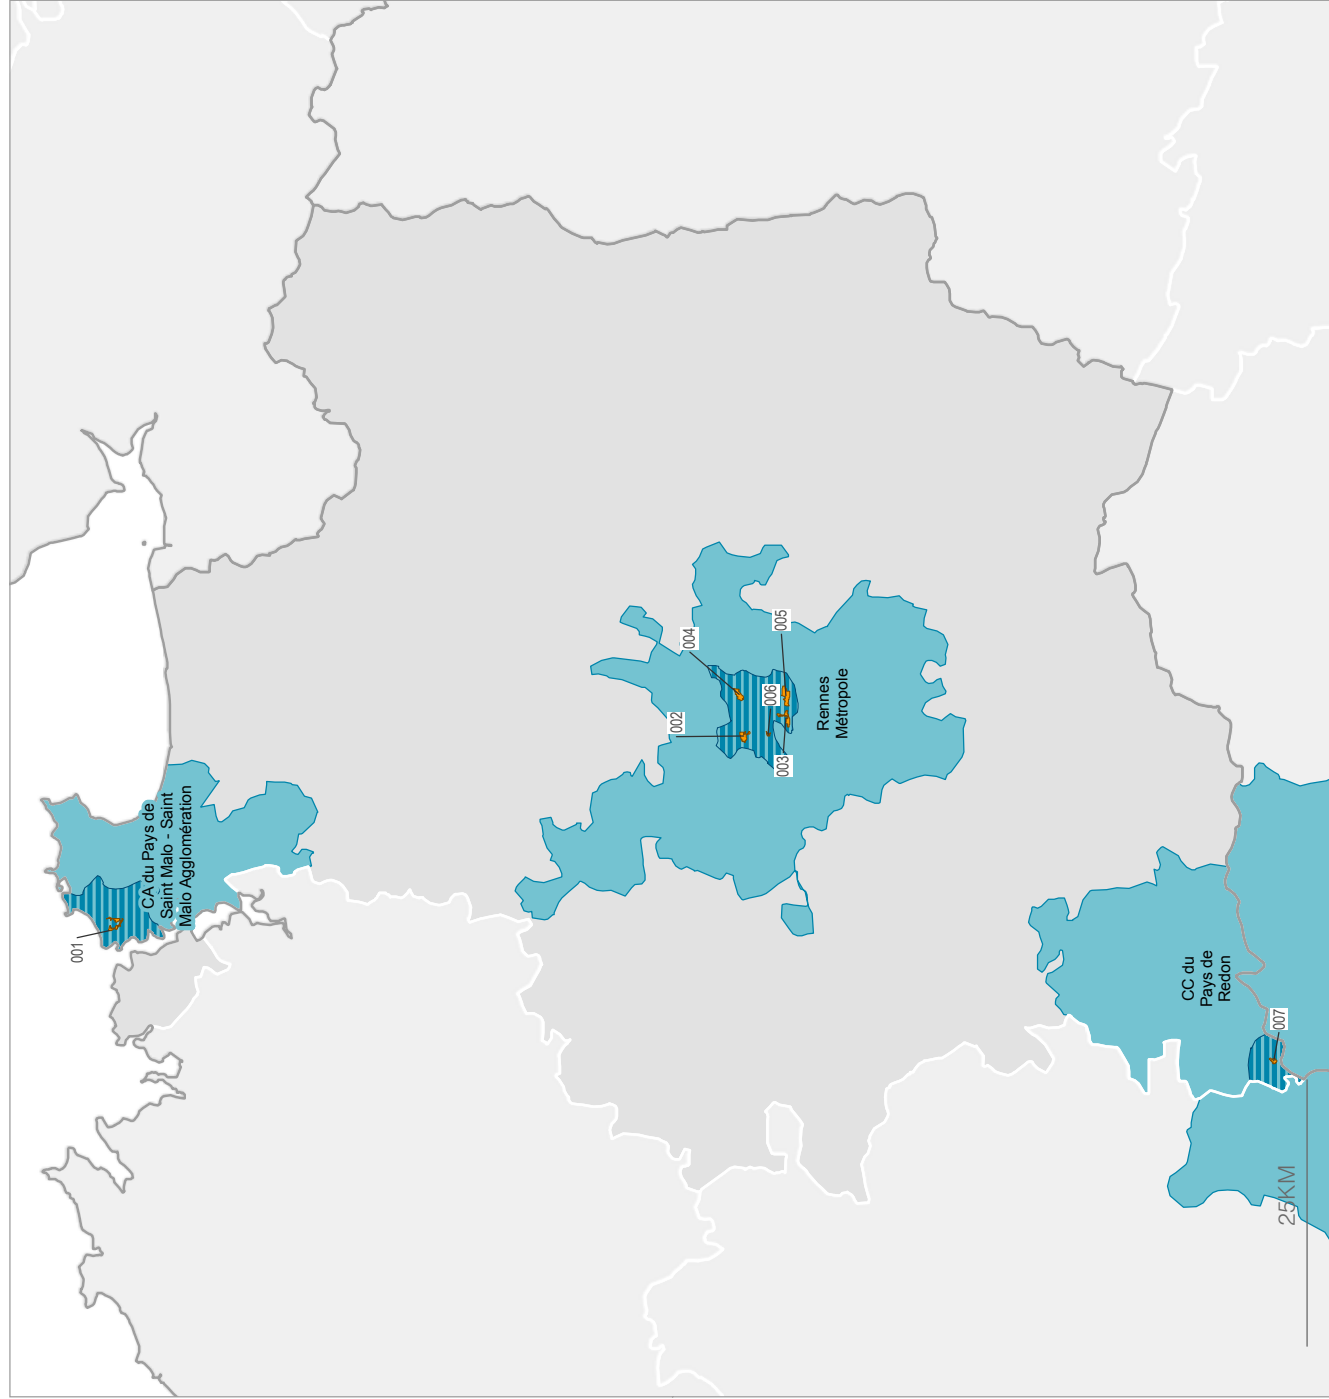 001
CA du Pays de
Saint Malo - Saint
Malo Agglomération
004
005
002
006
003
Rennes
Métropole
CC du
Pays de
Redon
007
25KM